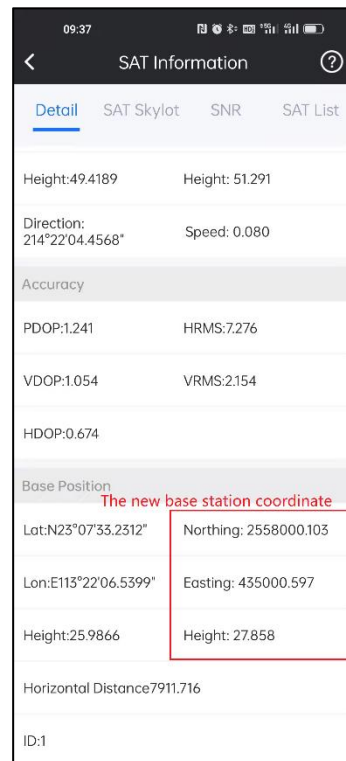 09:37
SAT Information
Detail SAT Skylot SNR SAT List
Height:49.4189 Height: 51.291
Direction:
214°22'04.4568" Speed: 0.080
Accuracy
PDOP:1.241 HRMS:7.276
VDOP:1.054 VRMS:2.154
HDOP:0.674
Base Position
The new base station coordinate
Lat:N23°07'33.2312" Northing: 2558000.103
Lon:E113°22'06.5399" Easting: 435000.597
Height:25.9866 Height: 27.858
Horizontal Distance7911.716
ID:1